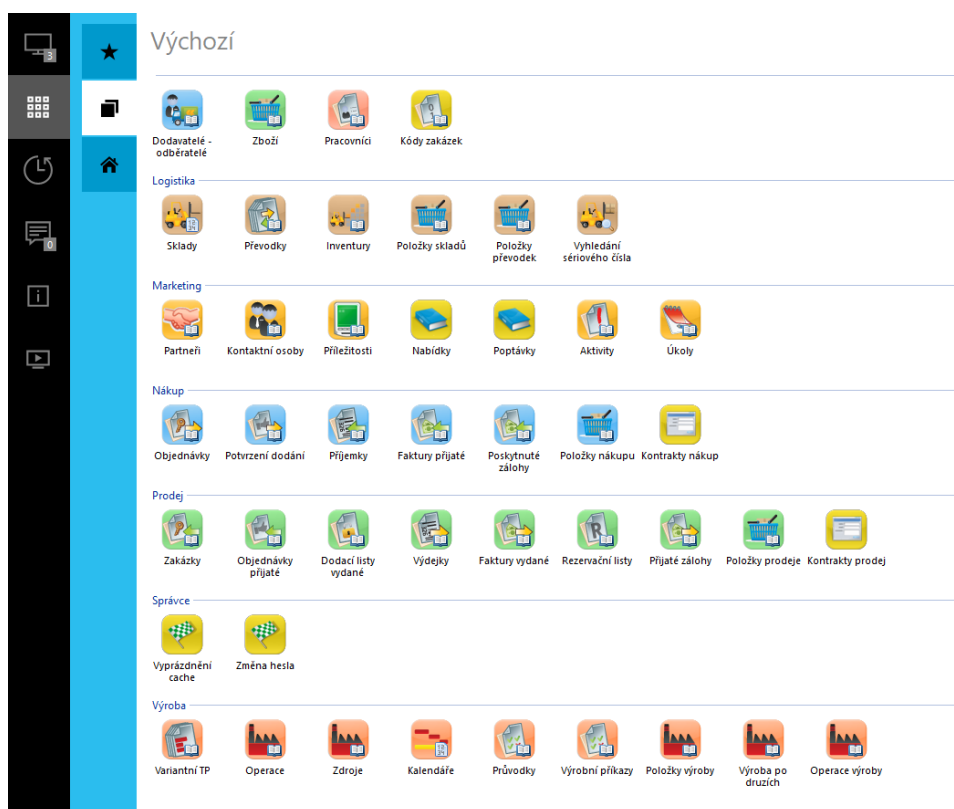 Výchozí
3
Dodavatelé -
odběratelé
Zboží
Pracovníci
Kódy zakázek
Logistika
Sklady
Převodky
Inventury
Položky skladů
Položky
převodek
Vyhledání
sériového čísla
0
Marketing
Partneři
Kontaktní osoby
Příležitosti
Nabídky
Poptávky
Aktivity
Úkoly
Nákup
Objednávky
Potvrzení dodání
Příjemky
Faktury přijaté
Poskytnuté
zálohy
Položky nákupu
Kontrakty nákup
Prodej
Zakázky
Objednávky
přijaté
Dodací listy
vydané
Výdejky
Faktury vydané
Rezervační listy
Přijaté zálohy
Položky prodeje
Kontrakty prodej
Správce
Vyprázdnění
cache
Změna hesla
Výroba
Variantní TP
Operace
Zdroje
Kalendáře
Průvodky
Výrobní příkazy
Položky výroby
Výroba po
druzích
Operace výroby